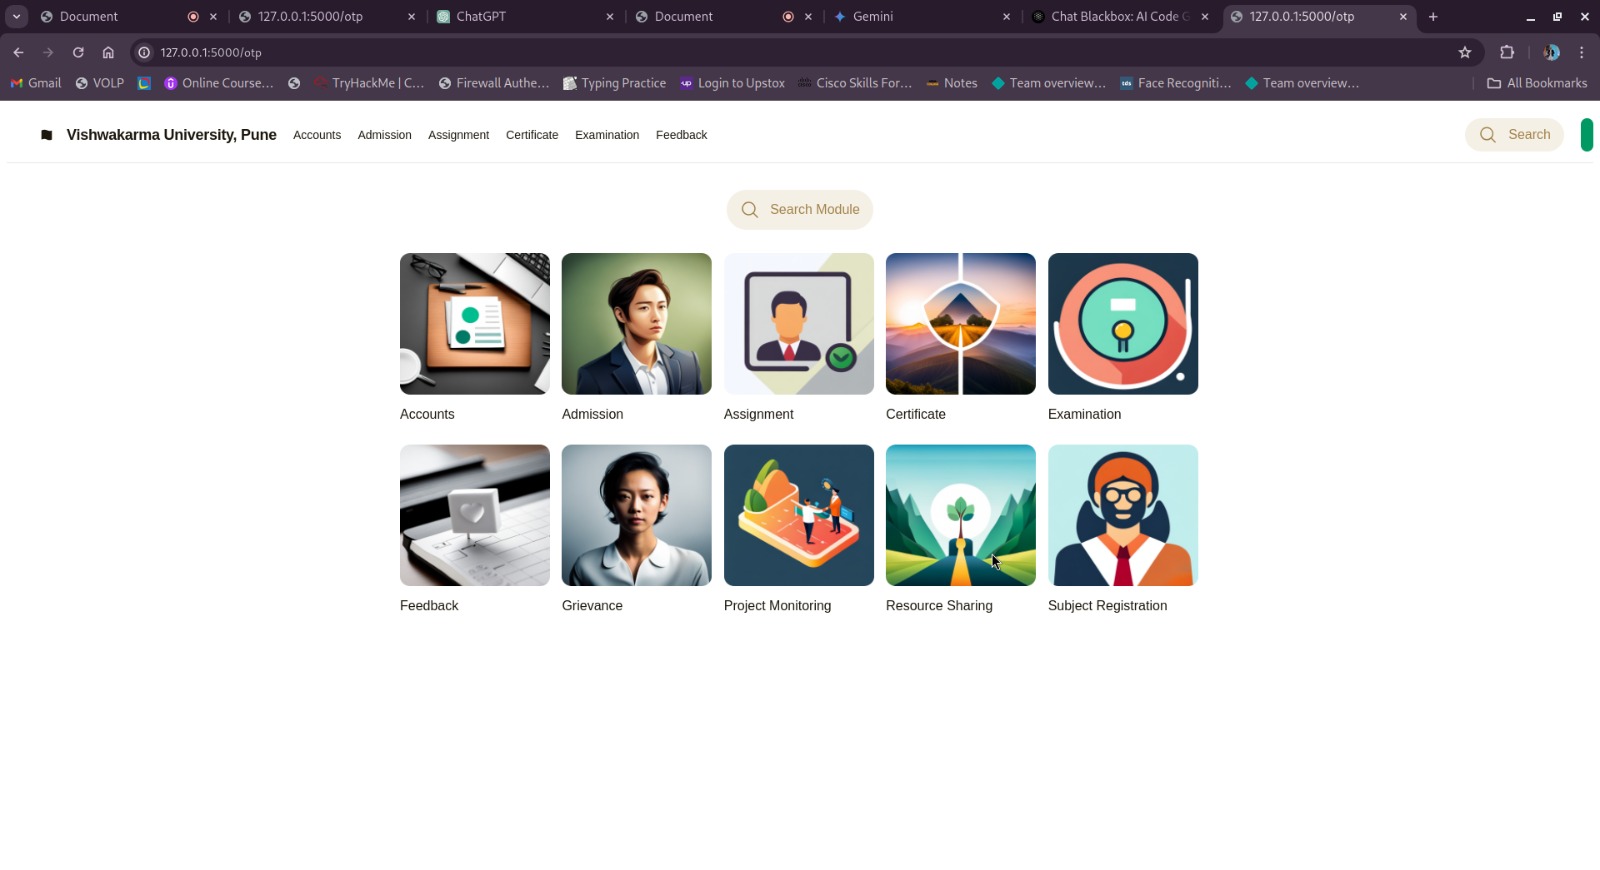 Document
127.0.0.1:5000/otp
ChatGPT
Document
Gemini
Chat Blackbox: AI Code G
127.0.0.1:5000/otp
127.0.0.1:5000/otp
Gmail
VOLP
Online Course...
TryHackMe | C...
Firewall Authe...
Typing Practice
up
Login to Upstox
Cisco Skills For...
Notes
Team overview...
tds
Face Recogniti...
Team overview...
All Bookmarks
Vishwakarma University, Pune
Accounts
Admission
Assignment
Certificate
Examination
Feedback
Search
Search Module
Accounts
Admission
Assignment
Certificate
Examination
Feedback
Grievance
Project Monitoring
Resource Sharing
Subject Registration